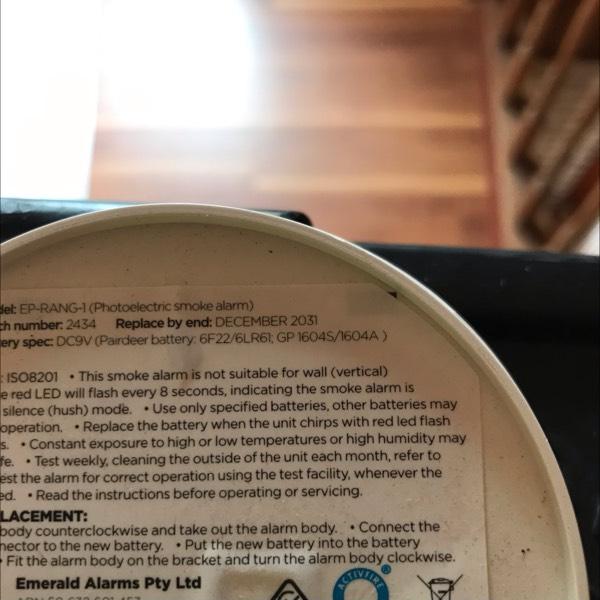 del: EP-RANG-1 (Photoelectric smoke alarm)
ch number: 2434 Replace by end: DECEMBER 2031
ery spec: DC9V (Pairdeer battery: 6F22/6LR61; GP 1604S/1604A )
: ISO8201 • This smoke alarm is not suitable for wall (vertical)
e red LED will flash every 8 seconds, indicating the smoke alarm is
silence (hush) mode. • Use only specified batteries, other batteries may
operation. • Replace the battery when the unit chirps with red led flash
s. • Constant exposure to high or low temperatures or high humidity may
fe. • Test weekly, cleaning the outside of the unit each month, refer to
est the alarm for correct operation using the test facility, whenever the
ed. • Read the instructions before operating or servicing.
LACEMENT:
body counterclockwise and take out the alarm body. • Connect the
nector to the new battery. • Put the new battery into the battery
• Fit the alarm body on the bracket and turn the alarm body clockwise.
Emerald Alarms Pty Ltd
ACTIVFIRE ®